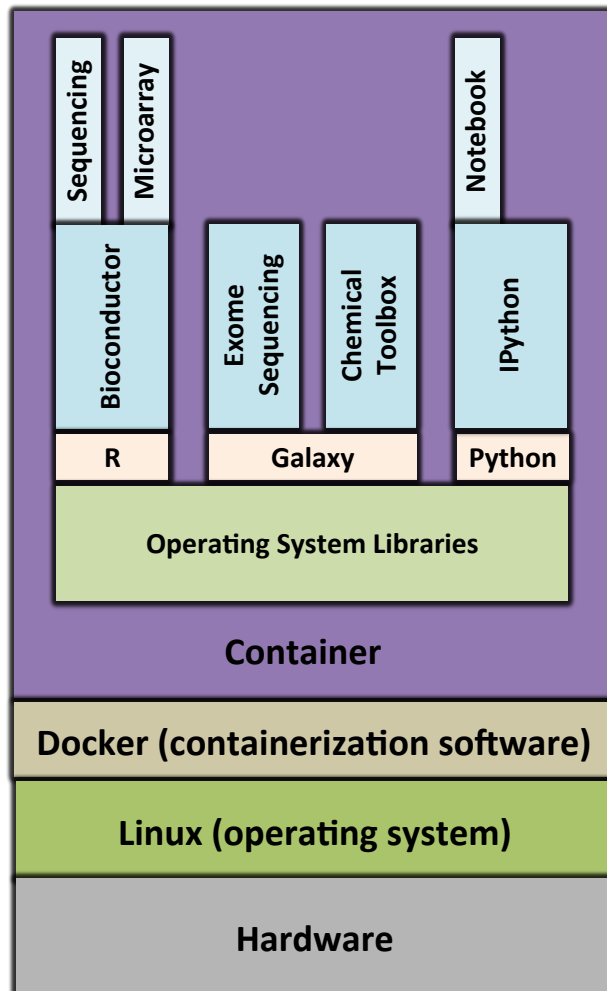 Sequencing
Microarray
Notebook
Bioconductor
Exome
Sequencing
Chemical
Toolbox
IPython
R
Galaxy
Python
Operating System Libraries
Container
Docker (containerization software)
Linux (operating system)
Hardware